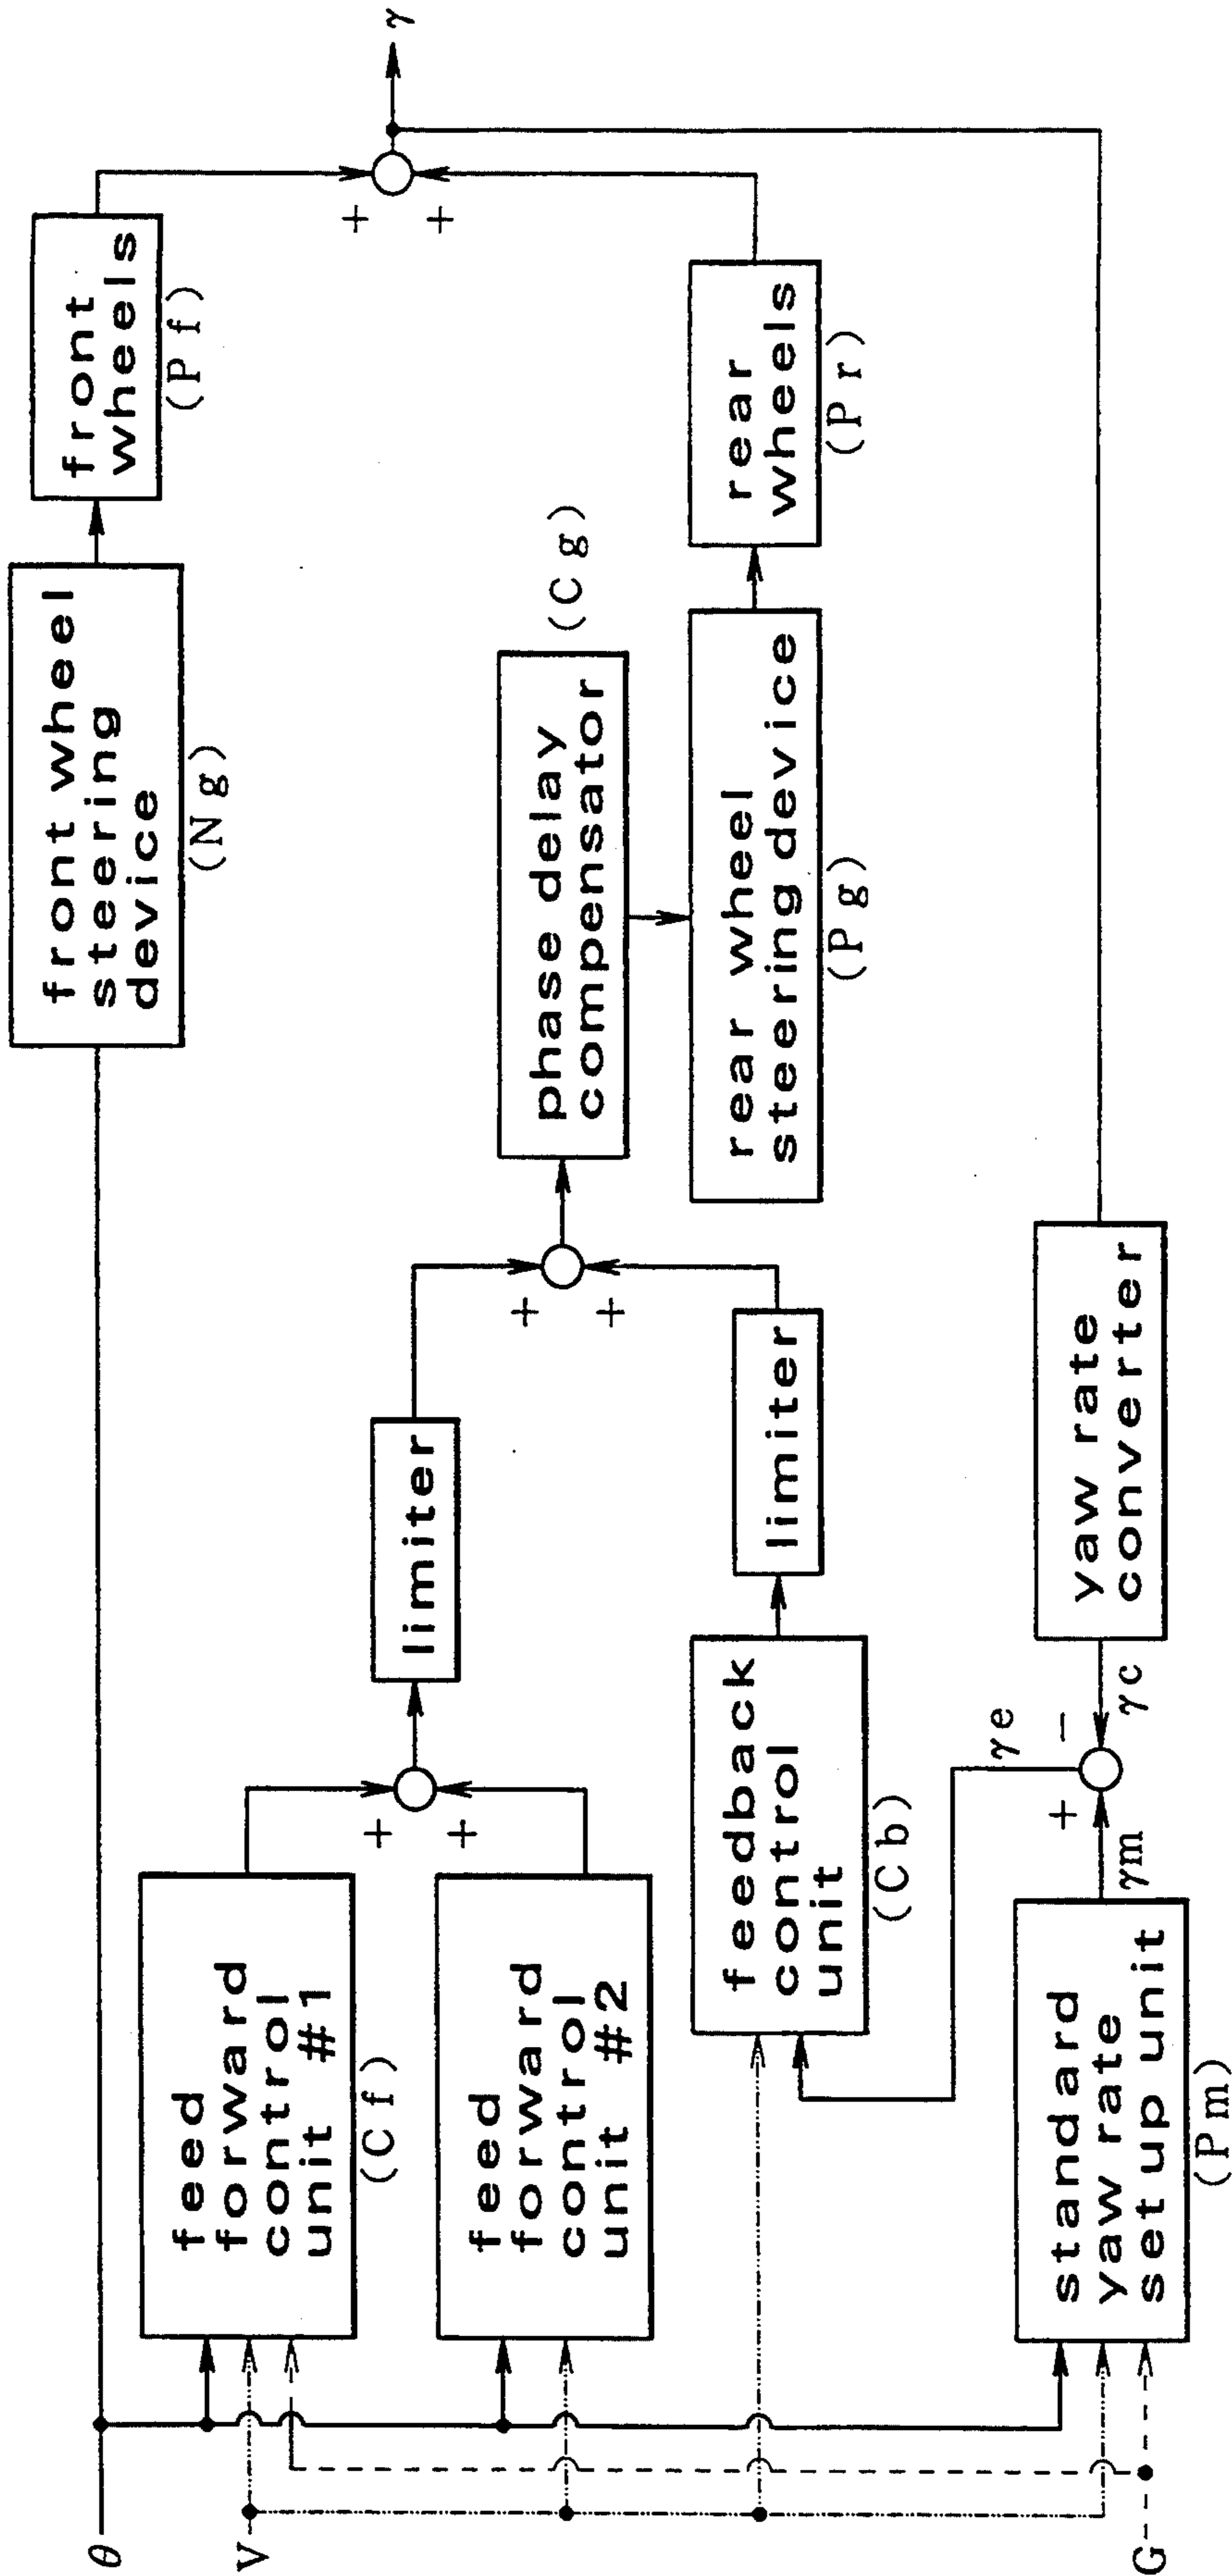 θ
V
G
front wheel
steering
device
(Ng)
front
wheels
(Pf)
γ
+
+
feed
forward
control
unit #1
(Cf)
feed
forward
control
unit #2
+
+
limiter
+
+
phase delay
compensator
(Cg)
rear wheel
steering device
(Pg)
rear
wheels
(Pr)
feedback
control
unit
(Cb)
limiter
standard
yaw rate
set up unit
(Pm)
γm
+
−
γe
γc
yaw rate
converter